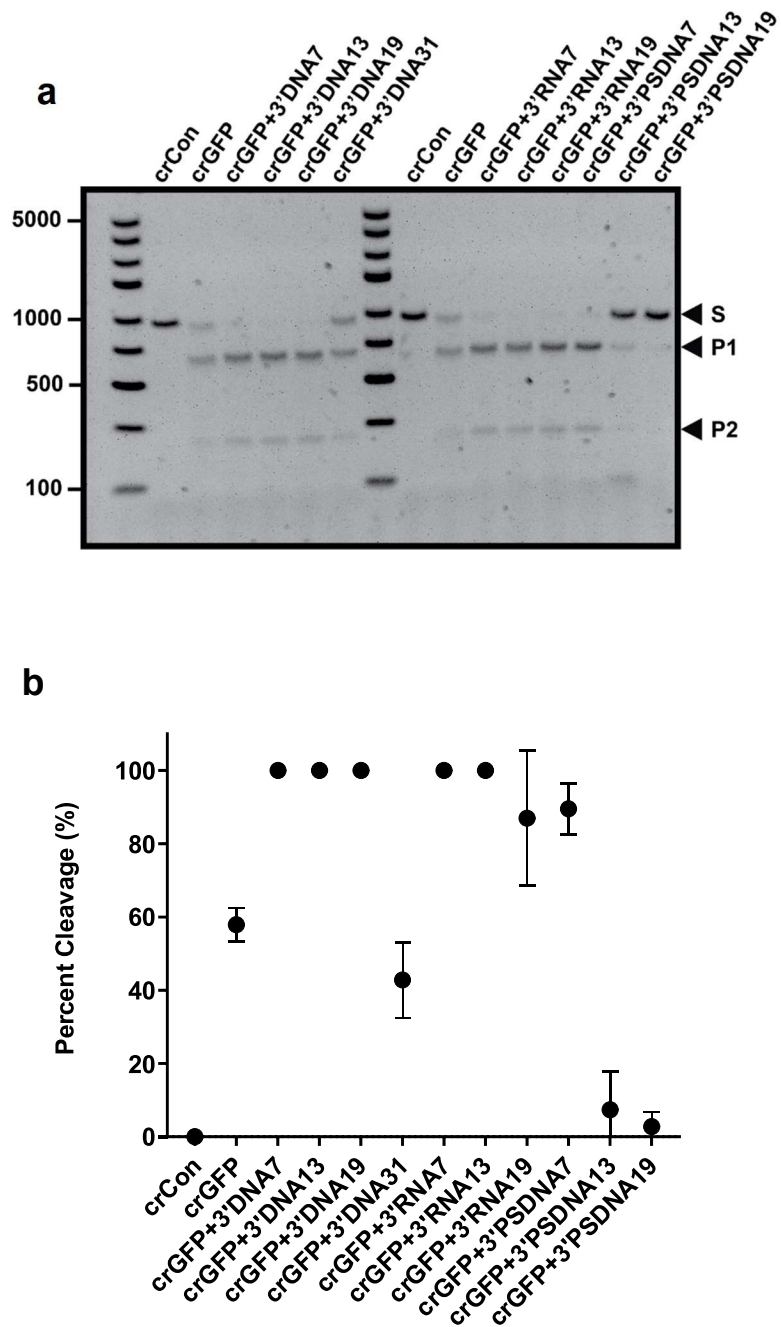 a
crCon
crGFP
crGFP+3'DNA7
crGFP+3'DNA13
crGFP+3'DNA19
crGFP+3'DNA31
crCon
crGFP
crGFP+3'RNA7
crGFP+3'RNA13
crGFP+3'RNA19
crGFP+3'PSDNA7
crGFP+3'PSDNA13
crGFP+3'PSDNA19
5000
1000
500
100
S
P1
P2
b
Percent Cleavage (%)
100
80
60
40
20
0
crCon
crGFP
crGFP+3'DNA7
crGFP+3'DNA13
crGFP+3'DNA19
crGFP+3'DNA31
crGFP+3'RNA7
crGFP+3'RNA13
crGFP+3'RNA19
crGFP+3'PSDNA7
crGFP+3'PSDNA13
crGFP+3'PSDNA19